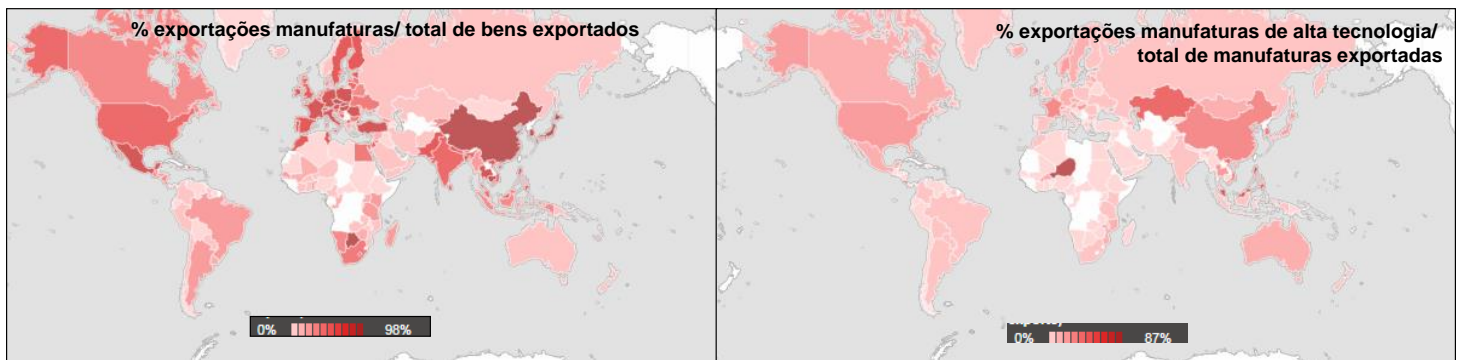 % exportações manufaturas/ total de bens exportados
0% 98%
% exportações manufaturas de alta tecnologia/
total de manufaturas exportadas
0% 87%